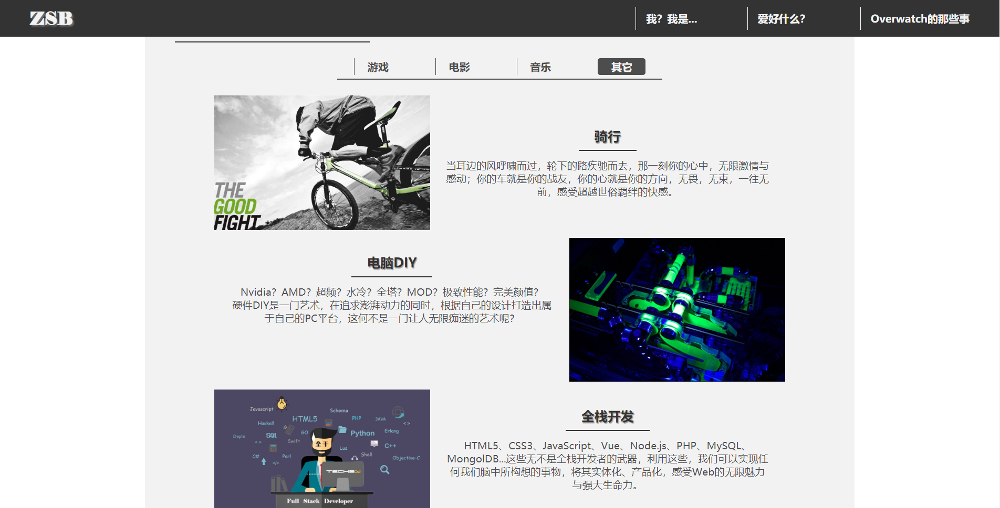 ZSB
我？我是...
爱好什么？
Overwatch的那些事
游戏
电影
音乐
其它
THE
GOOD
FIGHT
骑行
当耳边的风呼啸而过，轮下的路疾驰而去，那一刻你的心中，无限激情与
感动；你的车就是你的战友，你的心就是你的方向，无畏，无束，一往无
前，感受超越世俗羁绊的快感。
电脑DIY
Nvidia？AMD？超频？水冷？全塔？MOD？极致性能？完美颜值？
硬件DIY是一门艺术，在追求澎湃动力的同时，根据自己的设计打造出属
于自己的PC平台，这何不是一门让人无限痴迷的艺术呢？
Javascript
Schema
Haskell
HTML5
PHP
JAVA
< >
Dephi
SQL
GO
Python
Erlang
< >
Swift
全干
C++
Lua
C#
Perl
Shell
</>
Objective-C
TECHBY
Full Stack Developer
全栈开发
HTML5、CSS3、JavaScript、Vue、Node.js、PHP、MySQL、
MongolDB...这些无不是全栈开发者的武器，利用这些，我们可以实现任
何我们脑中所构想的事物，将其实体化、产品化，感受Web的无限魅力
与强大生命力。